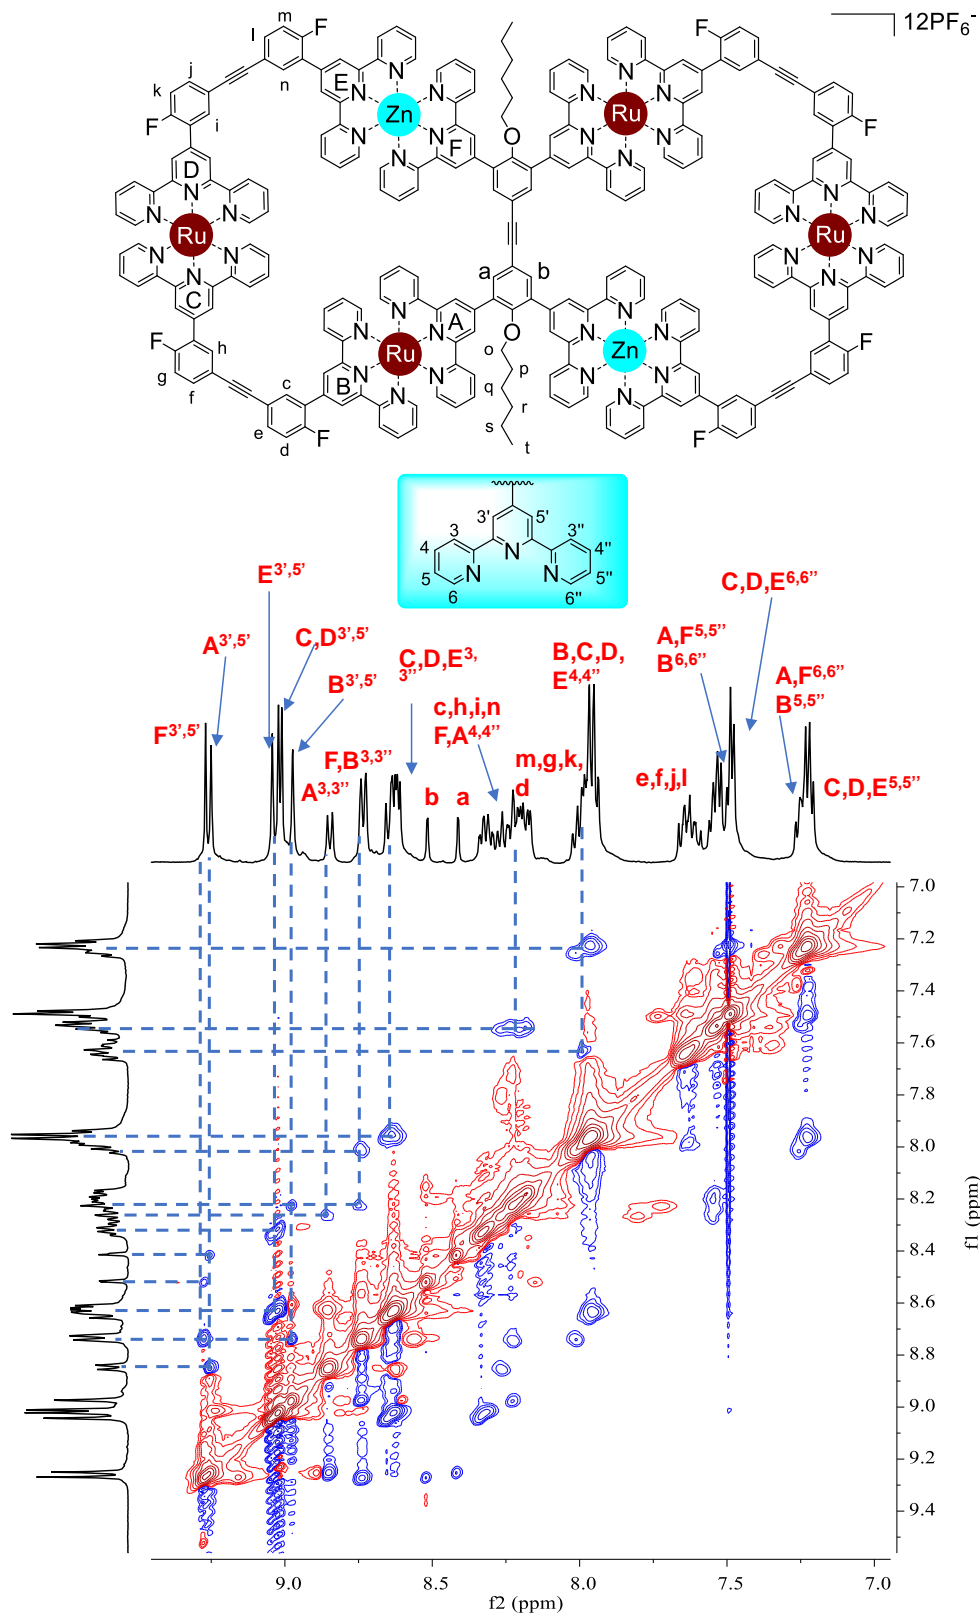 12PF6-
m F
l
j
k
F
i
n
E
N N N
Zn
N N N
F
O
N N N
Ru
N N N
F
F
D
N N N
Ru
N N N
C
N N N
Ru
N N N
a b
F
h
g
f
c
e
d
F
B
N N N
Ru
N N N
A
O
o
p
q
r
s
t
N N N
Zn
N N N
F
F
3' 5'
3 3"
4 4"
N N N
5 5"
6 6"
E3',5'
A3',5'
C,D3',5'
B3',5'
C,D,E3,
3"
B,C,D,
E4,4"
A,F5,5"
B6,6"
C,D,E6,6"
F3',5'
F,B3,3"
c,h,i,n
F,A4,4"
A,F6,6"
B5,5"
A3,3"
b
a
m,g,k,
d
e,f,j,l
C,D,E5,5"
7.0
7.2
7.4
7.6
7.8
8.0
8.2
8.4
8.6
8.8
9.0
9.2
9.4
f1 (ppm)
9.0 8.5 8.0 7.5 7.0
f2 (ppm)